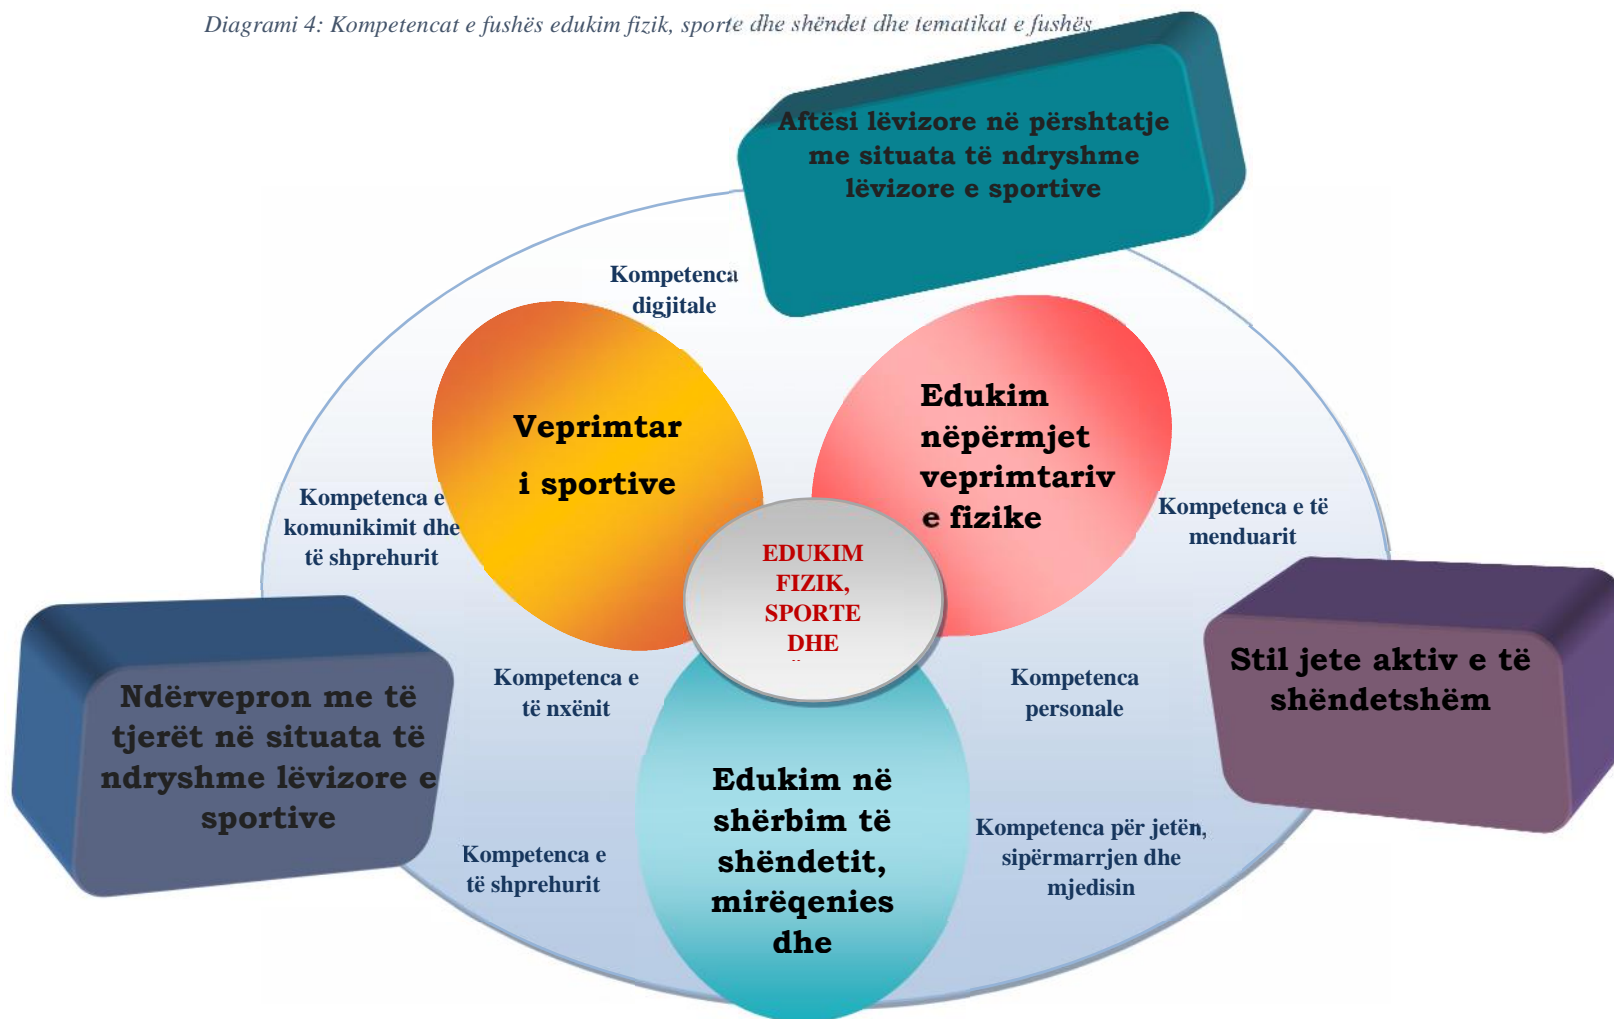 Diagrami 4: Kompetencat e fushës edukim fizik, sporte dhe shëndet dhe tematikat e fushës
Aftësi lëvizore në përshtatje
me situata të ndryshme
lëvizore e sportive
Kompetenca
digjitale
Veprimtar
i sportive
Edukim
nëpërmjet
veprimtariv
e fizike
Kompetenca e
komunikimit dhe
të shprehurit
Kompetenca e të
menduarit
EDUKIM
FIZIK,
SPORTE
DHE
Ndërvepron me të
tjerët në situata të
ndryshme lëvizore e
sportive
Kompetenca e
të nxënit
Kompetenca
personale
Stil jete aktiv e të
shëndetshëm
Edukim në
shërbim të
shëndetit,
mirëqenies
dhe
Kompetenca e
të shprehurit
Kompetenca për jetën,
sipërmarrjen dhe
mjedisin